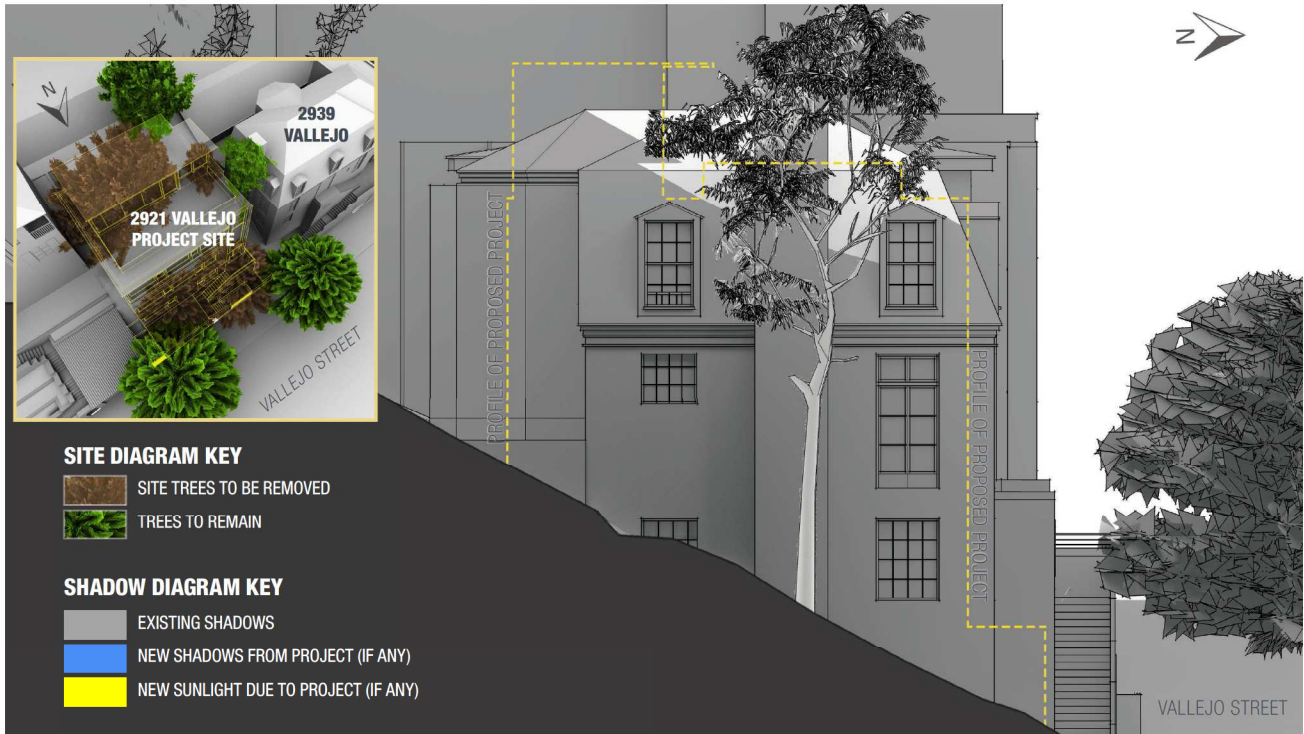 N
N
2939
VALLEJO
2921 VALLEJO
PROJECT SITE
VALLEJO STREET
PROFILE OF PROPOSED PROJECT
PROFILE OF PROPOSED PROJECT
SITE DIAGRAM KEY
SITE TREES TO BE REMOVED
TREES TO REMAIN
SHADOW DIAGRAM KEY
EXISTING SHADOWS
NEW SHADOWS FROM PROJECT (IF ANY)
NEW SUNLIGHT DUE TO PROJECT (IF ANY)
VALLEJO STREET